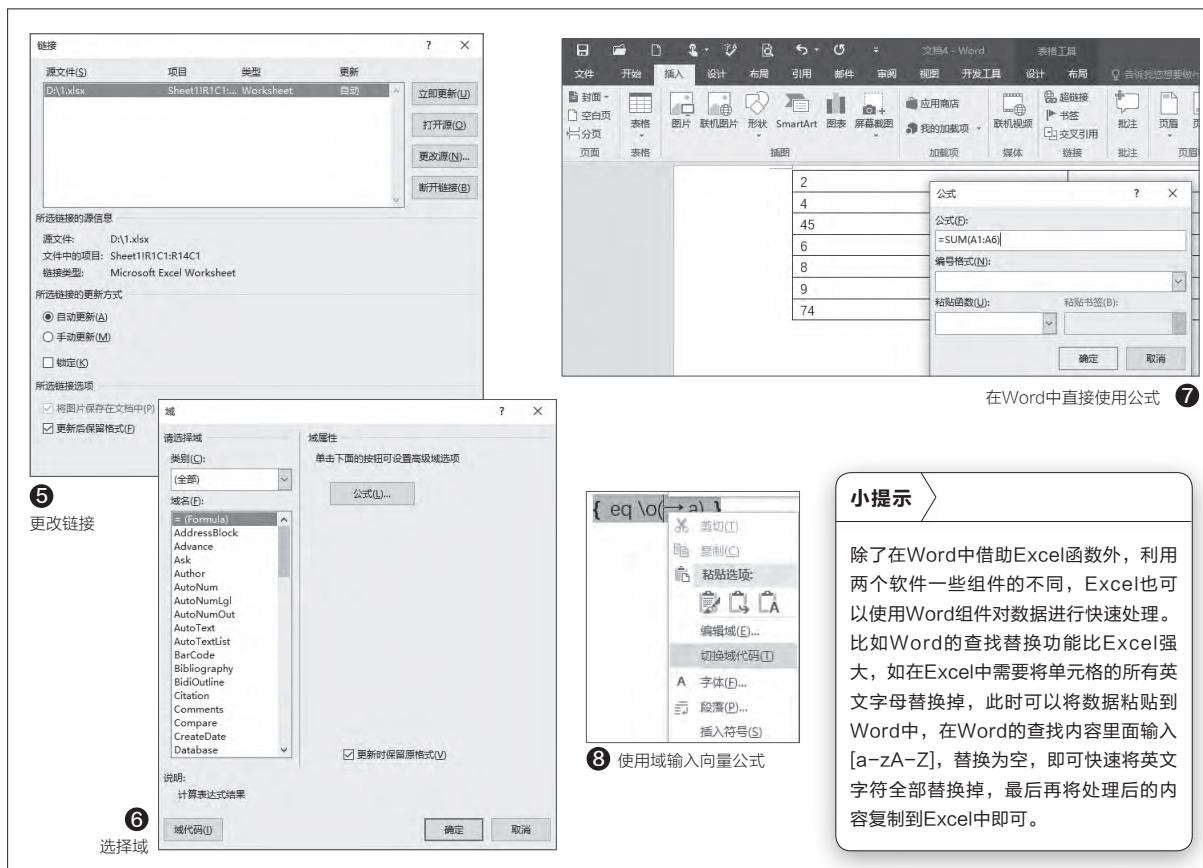 链接
? ×
源文件(S) 项目 类型 更新
D:\1.xlsx Sheet1!R1C1:... Worksheet 自动
立即更新(U)
打开源(O)
更改源(N)...
断开链接(B)
所选链接的源信息
源文件: D:\1.xlsx
文件中的项目: Sheet1!R1C1:R14C1
链接类型: Microsoft Excel Worksheet
所选链接的更新方式
自动更新(A)
手动更新(M)
锁定(K)
所选链接选项
将图片保存在文档中(P)
更新后保留格式(E)
❺
更改链接
域 ? ×
请选择域
类别(C):
(全部)
域名(F):
= (Formula)
AddressBlock
Advance
Ask
Author
AutoNum
AutoNumLgl
AutoNumOut
AutoText
AutoTextList
BarCode
Bibliography
BidiOutline
Citation
Comments
Compare
CreateDate
Database
域属性
单击下面的按钮可设置高级域选项
公式(L)...
更新时保留原格式(V)
说明:
计算表达式结果
域代码(I)
确定 取消
❻
选择域
文档4 - Word 表格工具
文件 开始 插入 设计 布局 引用 邮件 审阅 视图 开发工具 设计 布局 告诉我您想要做什
封面
空白页
分页
页面
表格
表格
图片 联机图片 形状 SmartArt 图表 屏幕截图
插图
应用商店
我的加载项
加载项
联机视频
媒体
超链接
书签
交叉引用
链接
批注
批注
页眉
页眉
2
4
45
6
8
9
74
公式 ? ×
公式(F):
=SUM(A1:A6)
编号格式(N):
粘贴函数(U): 粘贴书签(B):
确定 取消
在Word中直接使用公式 ❼
{ eq \o(→a) }
剪切(T)
复制(C)
粘贴选项:
A
编辑域(E)...
切换域代码(T)
A 字体(F)...
段落(P)...
插入符号(S)
❽ 使用域输入向量公式
小提示
除了在Word中借助Excel函数外，利用
两个软件一些组件的不同，Excel也可
以使用Word组件对数据进行快速处理。
比如Word的查找替换功能比Excel强
大，如在Excel中需要将单元格的所有英
文字母替换掉，此时可以将数据粘贴到
Word中，在Word的查找内容里面输入
[a-zA-Z]，替换为空，即可快速将英文
字符全部替换掉，最后再将处理后的内
容复制到Excel中即可。